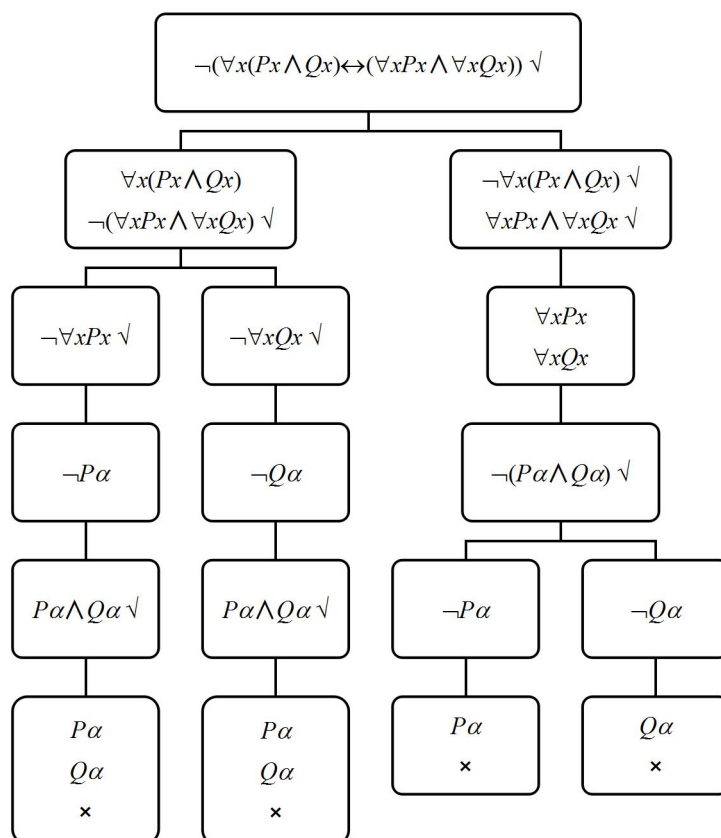 ¬(∀x(Px∧Qx)↔(∀xPx∧∀xQx)) √
∀x(Px∧Qx)
¬(∀xPx∧∀xQx) √
¬∀x(Px∧Qx) √
∀xPx∧∀xQx √
¬∀xPx √
¬∀xQx √
∀xPx
∀xQx
¬Pα
¬Qα
¬(Pα∧Qα) √
Pα∧Qα √
Pα∧Qα √
¬Pα
¬Qα
Pα
Qα
×
Pα
Qα
×
Pα
×
Qα
×